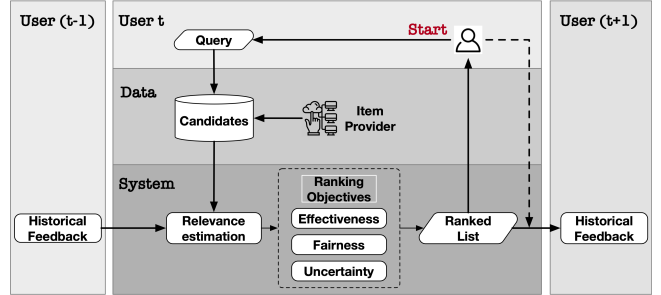 User (t-1)
User t
User (t+1)
Start
Query
Data
Candidates
Item
Provider
System
Ranking
Objectives
Historical
Feedback
Relevance
estimation
Effectiveness
Fairness
Uncertainty
Ranked
List
Historical
Feedback